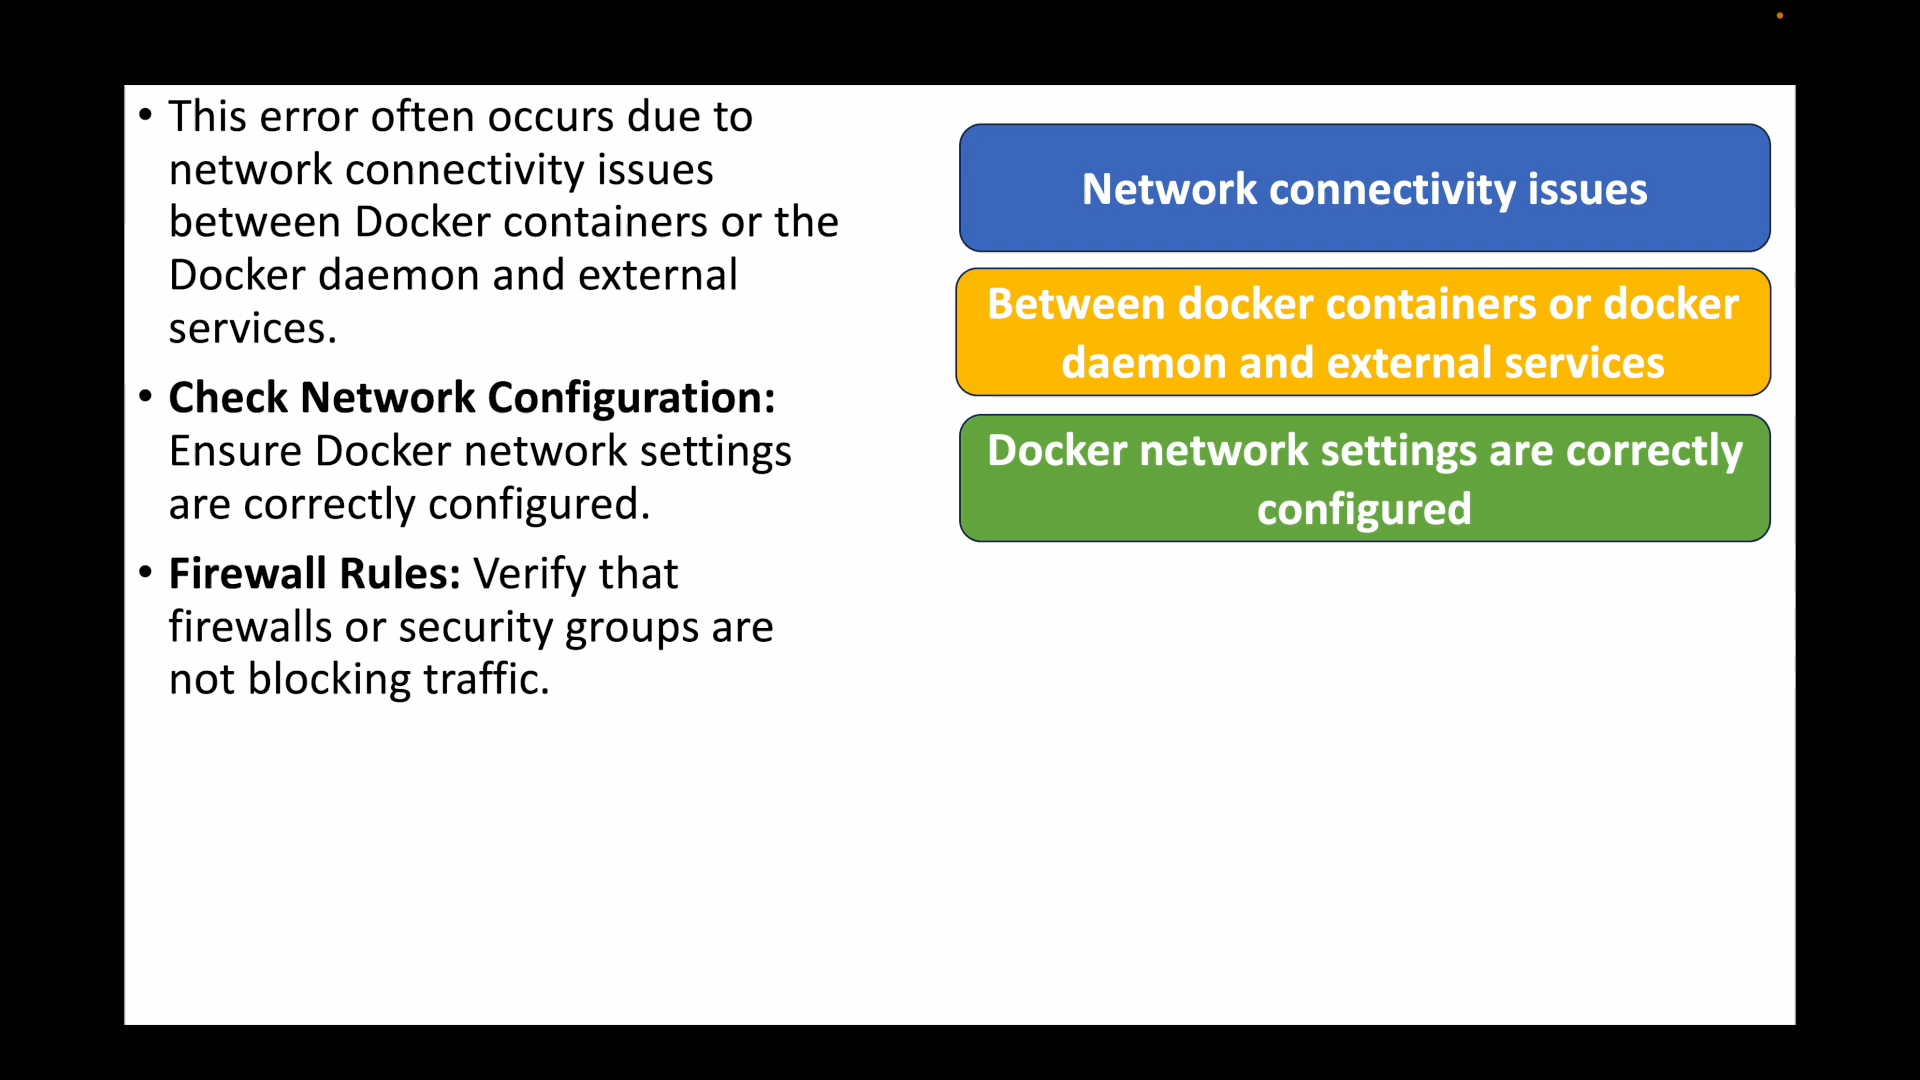 • This error often occurs due to
network connectivity issues
between Docker containers or the
Docker daemon and external
services.
• Check Network Configuration:
Ensure Docker network settings
are correctly configured.
• Firewall Rules: Verify that
firewalls or security groups are
not blocking traffic.
Network connectivity issues
Between docker containers or docker
daemon and external services
Docker network settings are correctly
configured